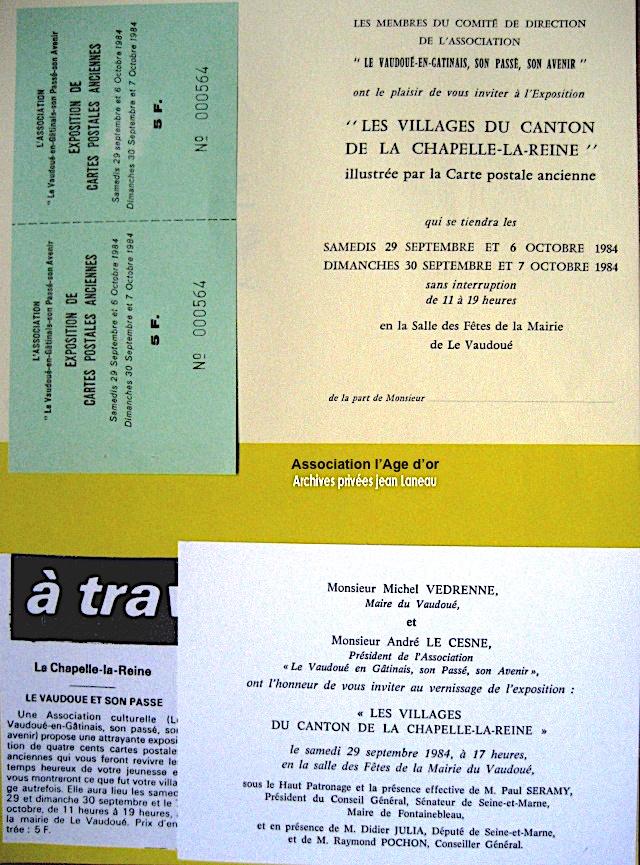 L'ASSOCIATION
"Le Vaudoué-en-Gâtinais-son Passé-son Avenir
EXPOSITION DE
CARTES POSTALES ANCIENNES
Samedis 29 septembre et 6 Octobre 1984
Dimanches 30 Septembre et 7 Octobre 1984
5 F.
Nº 000564
L'ASSOCIATION
"Le Vaudoué-en-Gâtinais-son Passé-son Avenir
EXPOSITION DE
CARTES POSTALES ANCIENNES
Samedis 29 septembre et 6 Octobre 1984
Dimanches 30 Septembre et 7 Octobre 1984
5 F.
Nº 000564
LES MEMBRES DU COMITÉ DE DIRECTION
DE L'ASSOCIATION
" LE VAUDOUÉ-EN-GATINAIS, SON PASSÉ, SON AVENIR "
ont le plaisir de vous inviter à l'Exposition
"LES VILLAGES DU CANTON
DE LA CHAPELLE-LA-REINE"
illustrée par la Carte postale ancienne
qui se tiendra les
SAMEDIS 29 SEPTEMBRE ET 6 OCTOBRE 1984
DIMANCHES 30 SEPTEMBRE ET 7 OCTOBRE 1984
sans interruption
de 11 à 19 heures
en la Salle des Fêtes de la Mairie
de Le Vaudoué
de la part de Monsieur
Association l'Age d'or
Archives privées jean Laneau
à trav
La Chapelle-la-Reine
LE VAUDOUE ET SON PASSE
Une Association culturelle (L
Vaudoué-en-Gâtinais, son passé, so
avenir) propose une attrayante exposi
tion de quatre cents cartes postale
anciennes qui vous feront revivre le
temps heureux de votre jeunesse e
vous montreront ce que fut votre villa
ge autrefois. Elle aura lieu les samed
29 et dimanche 30 septembre et le
octobre, de 11 heures à 19 heures,
la mairie de Le Vaudoué. Prix d'en
trée : 5 F.
Monsieur Michel VEDRENNE,
Maire du Vaudoué,
et
Monsieur André LE CESNE,
Président de l'Association
« Le Vaudoué en Gâtinais, son Passé, son Avenir»,
ont l'honneur de vous inviter au vernissage de l'exposition :
« LES VILLAGES
DU CANTON DE LA CHAPELLE-LA-REINE »
le samedi 29 septembre 1984, à 17 heures,
en la salle des Fêtes de la Mairie du Vaudoué,
sous le Haut Patronage et la présence effective de M. Paul SERAMY,
Président du Conseil Général, Sénateur de Seine-et-Marne,
Maire de Fontainebleau,
et en présence de M. Didier JULIA, Député de Seine-et-Marne,
et de M. Raymond POCHON, Conseiller Général.